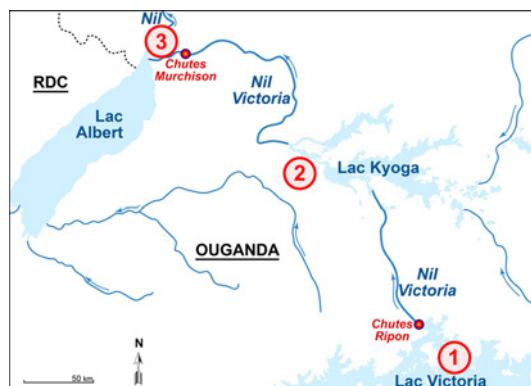 Nil
3
Chutes
Murchison
RDC
Nil
Victoria
Lac
Albert
Lac Kyoga
2
OUGANDA
Nil
Victoria
Chutes
Ripon
N
1
50 km
Lac Victoria